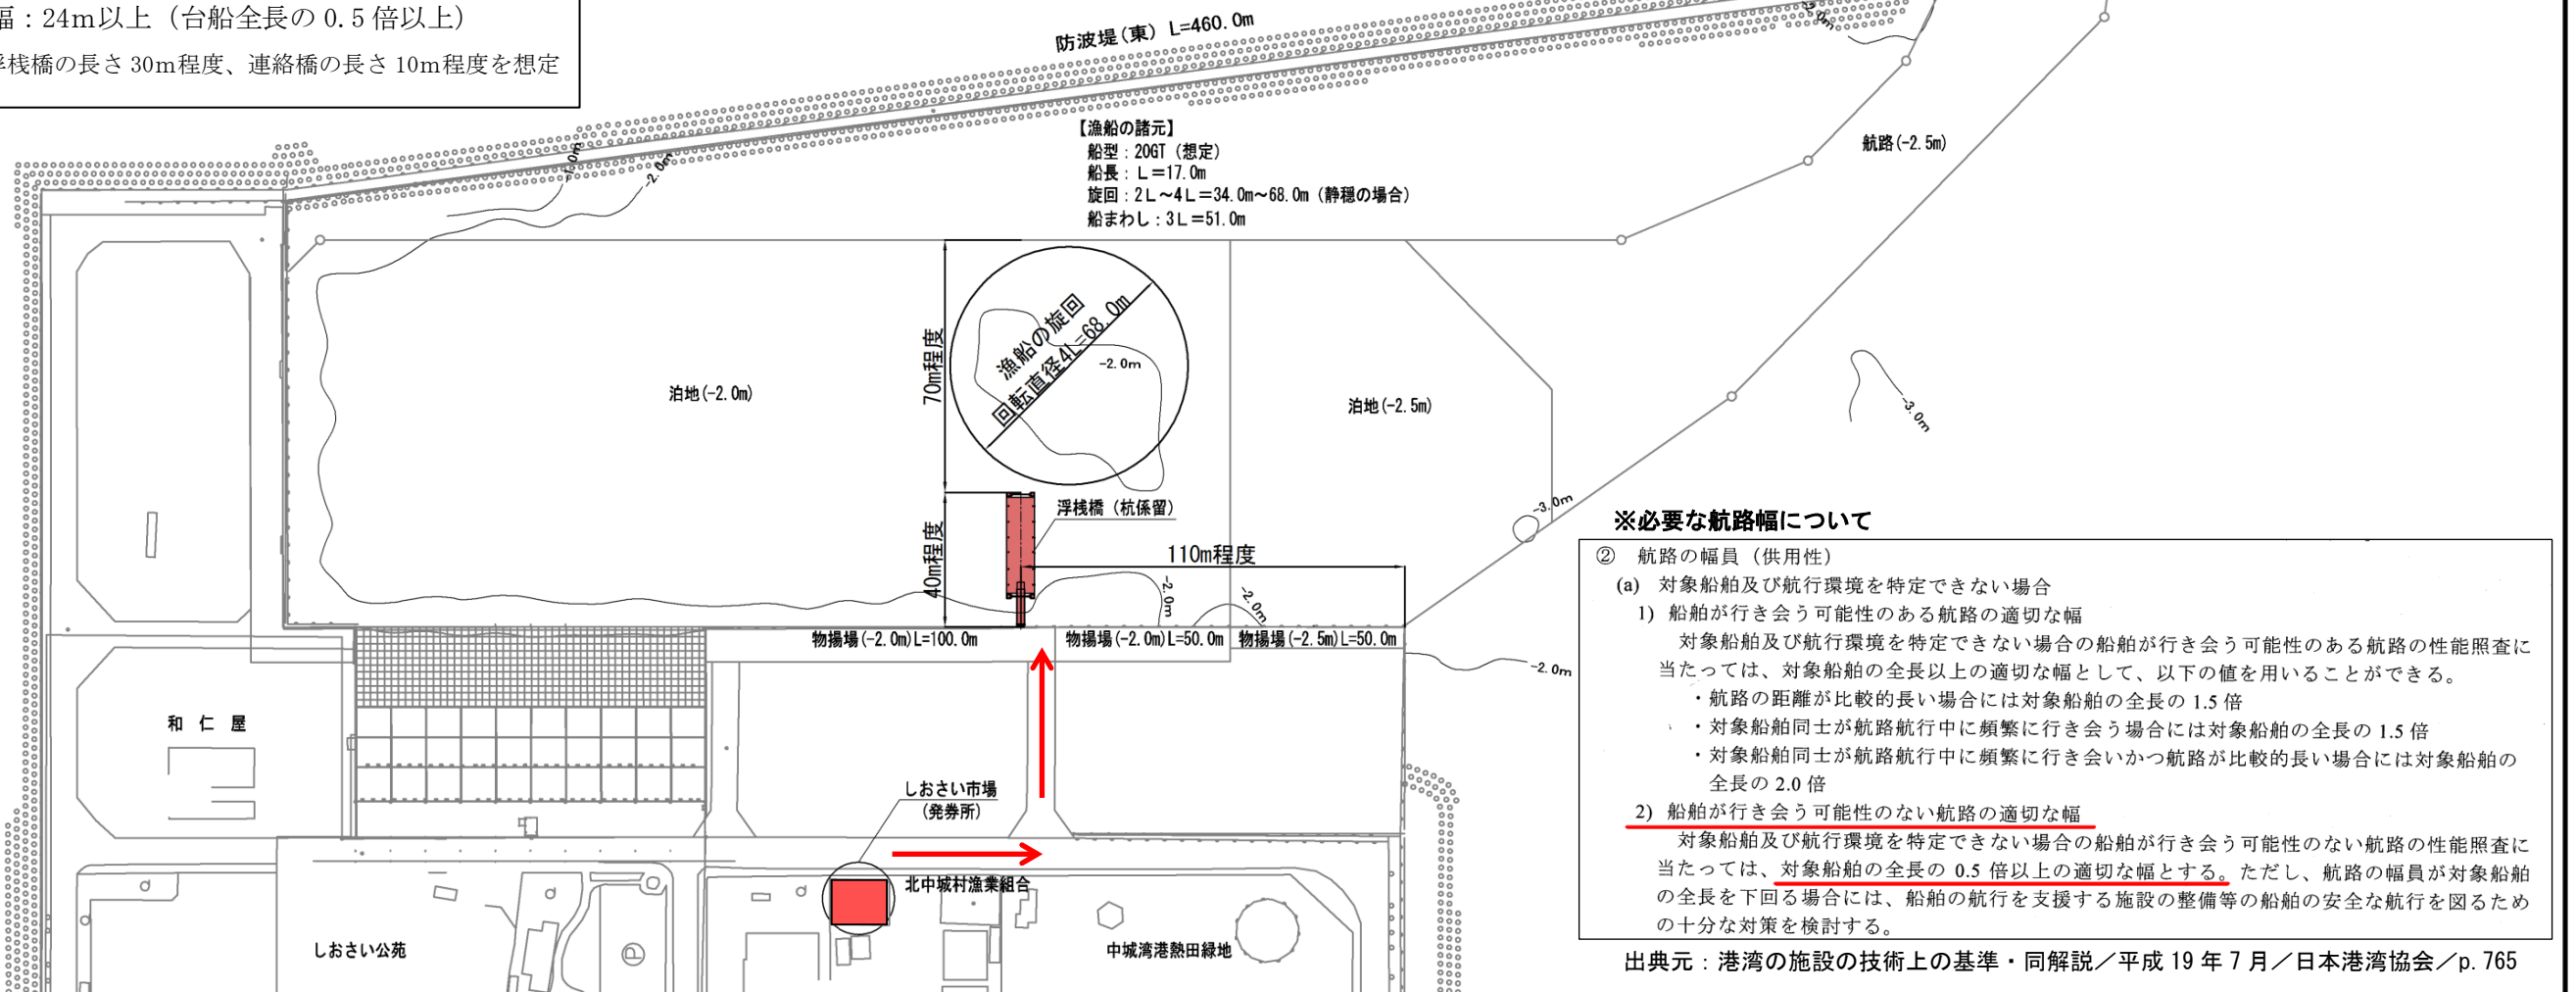 幅：24m以上（台船全長の 0.5 倍以上）
浮桟橋の長さ 30m程度、連絡橋の長さ 10m程度を想定
防波堤(東) L=460.0m
-2.0m
【漁船の諸元】
船型：20GT（想定）
船長：Ｌ＝17.0m
旋回：2Ｌ～4Ｌ＝34.0m～68.0m（静穏の場合）
船まわし：3Ｌ＝51.0m
航路(-2.5m)
-1.0m
-2.0m
70m程度
漁船の旋回
回転直径4L=68.0m
-2.0m
泊地(-2.0m)
泊地(-2.5m)
-3.0m
-3.0m
浮桟橋（杭係留）
40m程度
110m程度
-2.0m
-2.0m
物揚場(-2.0m)L=100.0m
物揚場(-2.0m)L=50.0m
物揚場(-2.5m)L=50.0m
-2.0m
和 仁 屋
しおさい市場
（発券所）
北中城村漁業組合
しおさい公苑
P
中城湾港熱田緑地
※必要な航路幅について
② 航路の幅員（供用性）
(a) 対象船舶及び航行環境を特定できない場合
1) 船舶が行き会う可能性のある航路の適切な幅
対象船舶及び航行環境を特定できない場合の船舶が行き会う可能性のある航路の性能照査に
当たっては、対象船舶の全長以上の適切な幅として、以下の値を用いることができる。
・航路の距離が比較的長い場合には対象船舶の全長の 1.5 倍
・対象船舶同士が航路航行中に頻繁に行き会う場合には対象船舶の全長の 1.5 倍
・対象船舶同士が航路航行中に頻繁に行き会いかつ航路が比較的長い場合には対象船舶の
全長の 2.0 倍
2) 船舶が行き会う可能性のない航路の適切な幅
対象船舶及び航行環境を特定できない場合の船舶が行き会う可能性のない航路の性能照査に
当たっては、対象船舶の全長の 0.5 倍以上の適切な幅とする。ただし、航路の幅員が対象船舶
の全長を下回る場合には、船舶の航行を支援する施設の整備等の船舶の安全な航行を図るため
の十分な対策を検討する。
出典元：港湾の施設の技術上の基準・同解説／平成 19 年 7 月／日本港湾協会／p. 765